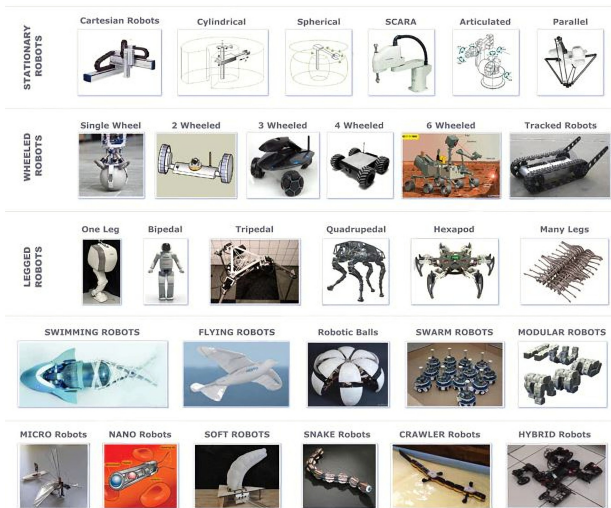 Cartesian Robots Cylindrical Spherical SCARA Articulated Parallel
STATIONARY
ROBOTS
Single Wheel 2 Wheeled 3 Wheeled 4 Wheeled 6 Wheeled Tracked Robots
WHEELED
ROBOTS
One Leg Bipedal Tripedal Quadrupedal Hexapod Many Legs
LEGGED
ROBOTS
SWIMMING ROBOTS FLYING ROBOTS Robotic Balls SWARM ROBOTS MODULAR ROBOTS
MICRO Robots NANO Robots SOFT ROBOTS SNAKE Robots CRAWLER Robots HYBRID Robots